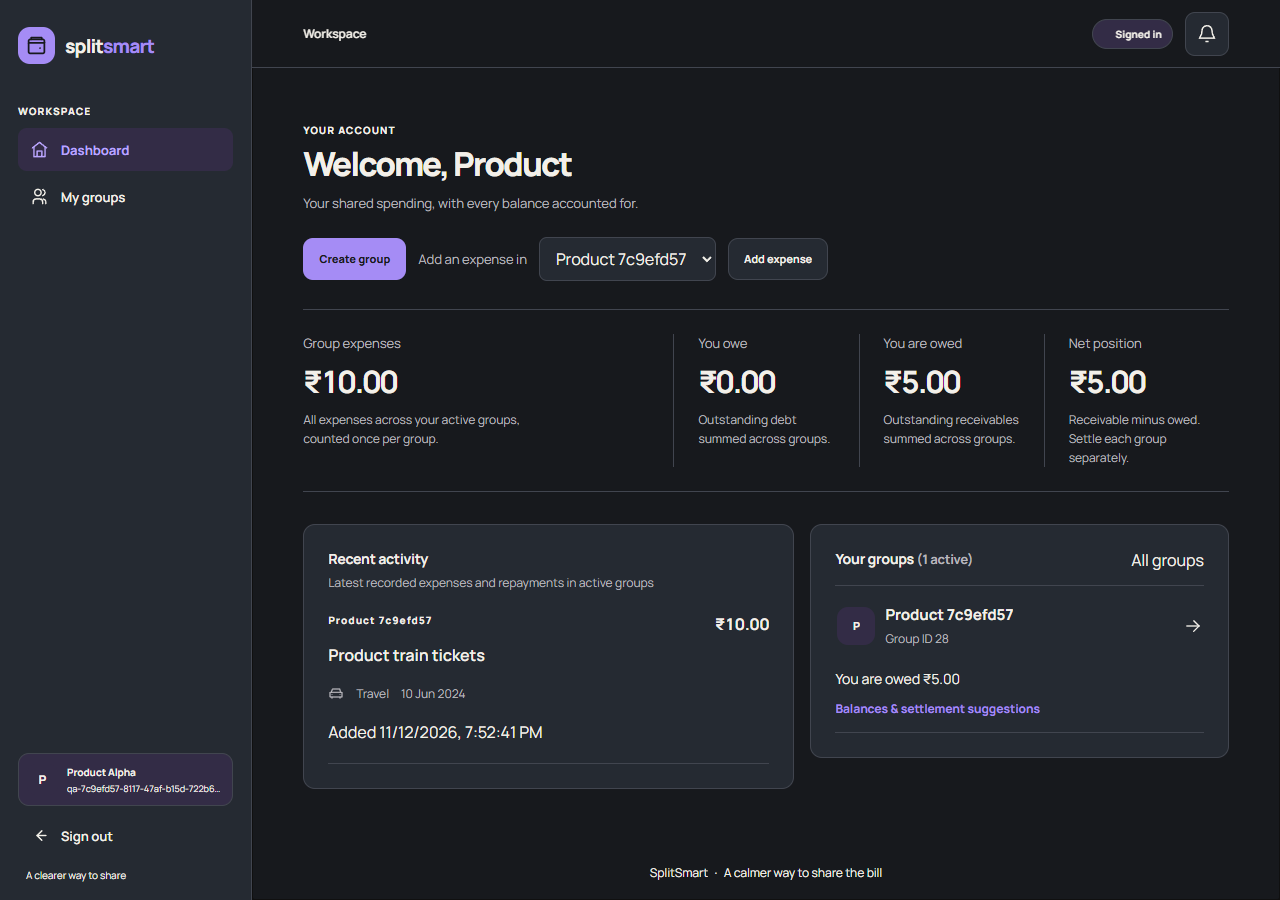 splitsmart
WORKSPACE
Dashboard
My groups
P
Product Alpha
qa-7c9efd57-8117-47af-b15d-722b6...
Sign out
A clearer way to share
Workspace
Signed in
YOUR ACCOUNT
Welcome, Product
Your shared spending, with every balance accounted for.
Create group
Add an expense in
Product 7c9efd57
Add expense
Group expenses
₹10.00
All expenses across your active groups,
counted once per group.
You owe
₹0.00
Outstanding debt
summed across groups.
You are owed
₹5.00
Outstanding receivables
summed across groups.
Net position
₹5.00
Receivable minus owed.
Settle each group
separately.
Recent activity
Latest recorded expenses and repayments in active groups
Product 7c9efd57
₹10.00
Product train tickets
Travel 10 Jun 2024
Added 11/12/2026, 7:52:41 PM
Your groups (1 active)
All groups
P
Product 7c9efd57
Group ID 28
You are owed ₹5.00
Balances & settlement suggestions
SplitSmart · A calmer way to share the bill